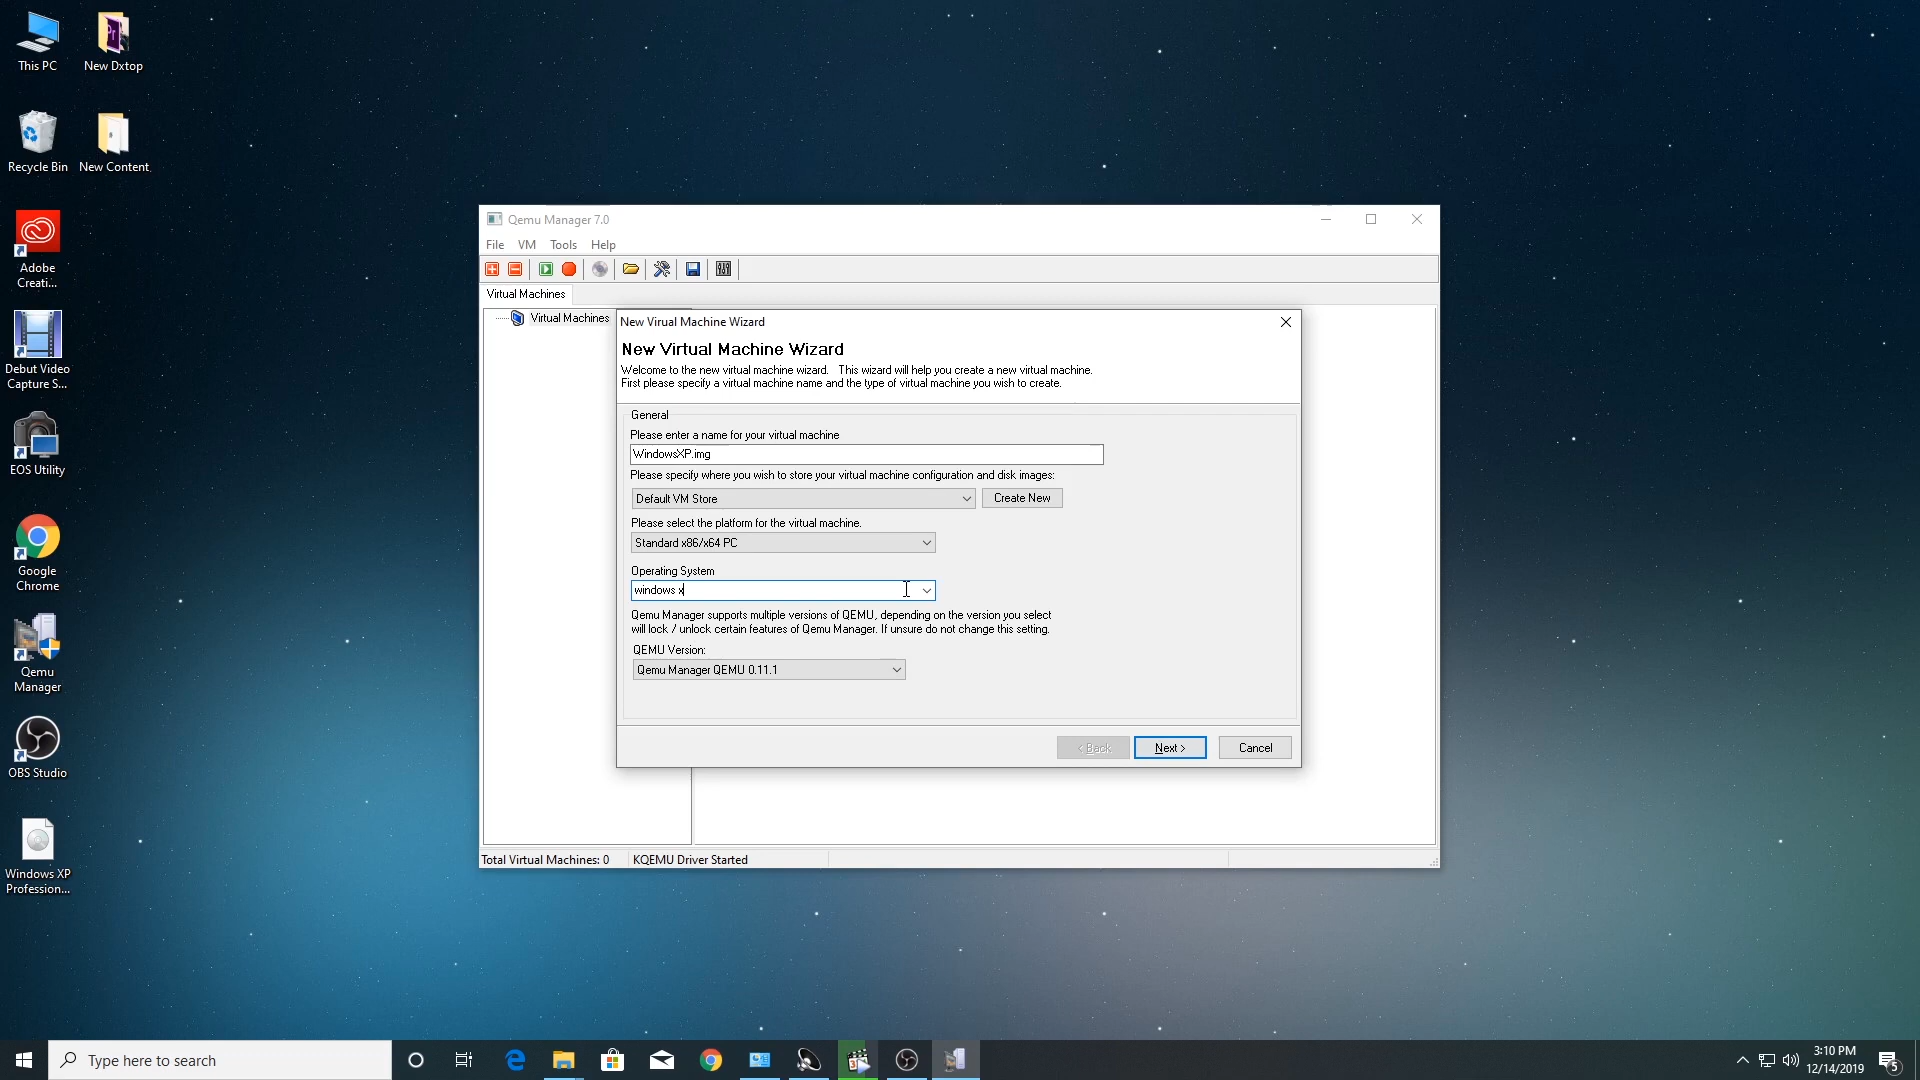 This PC
New Dxtop
Recycle Bin
New Content
Adobe
Creati...
Debut Video
Capture S...
EOS Utility
Google
Chrome
Qemu
Manager
OBS Studio
Windows XP
Profession...
Qemu Manager 7.0
File VM Tools Help
Virtual Machines
Virtual Machines
New Virual Machine Wizard
New Virtual Machine Wizard
Welcome to the new virtual machine wizard. This wizard will help you create a new virtual machine.
First please specify a virtual machine name and the type of virtual machine you wish to create.
General
Please enter a name for your virtual machine
WindowsXP.img
Please specify where you wish to store your virtual machine configuration and disk images:
Default VM Store
Create New
Please select the platform for the virtual machine.
Standard x86/x64 PC
Operating System
windows x
Qemu Manager supports multiple versions of QEMU, depending on the version you select
will lock / unlock certain features of Qemu Manager. If unsure do not change this setting.
QEMU Version:
Qemu Manager QEMU 0.11.1
< Back
Next >
Cancel
Total Virtual Machines: 0
KQEMU Driver Started
Type here to search
3:10 PM
12/14/2019
5